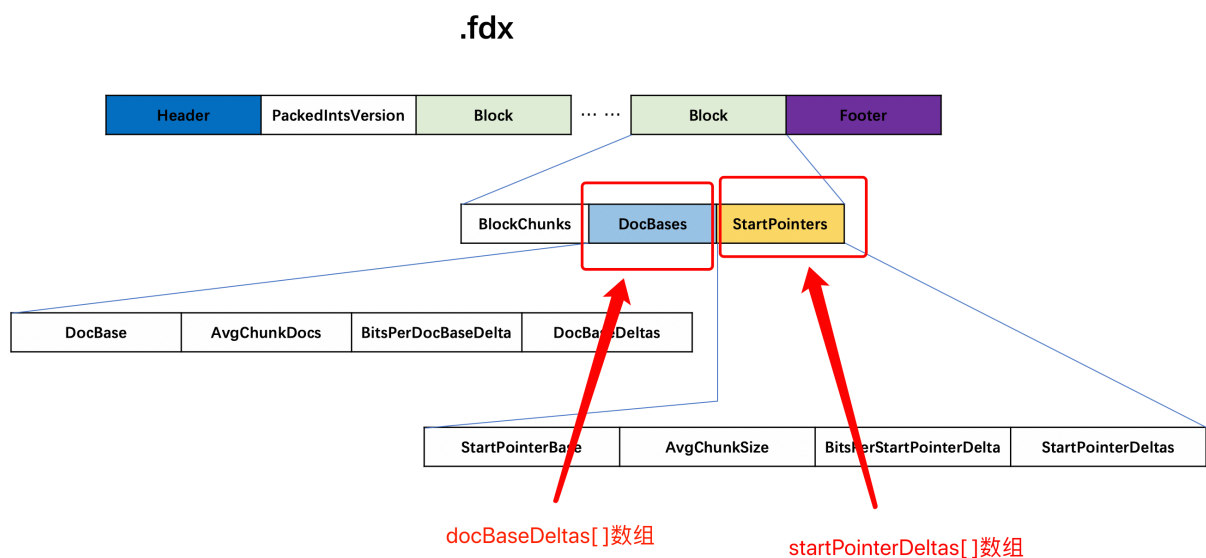 .fdx
Header PackedIntsVersion Block ... ... Block Footer
BlockChunks DocBases StartPointers
DocBase AvgChunkDocs BitsPerDocBaseDelta DocBaseDeltas
StartPointerBase AvgChunkSize BitsPerStartPointerDelta StartPointerDeltas
docBaseDeltas[ ]数组
startPointerDeltas[ ]数组